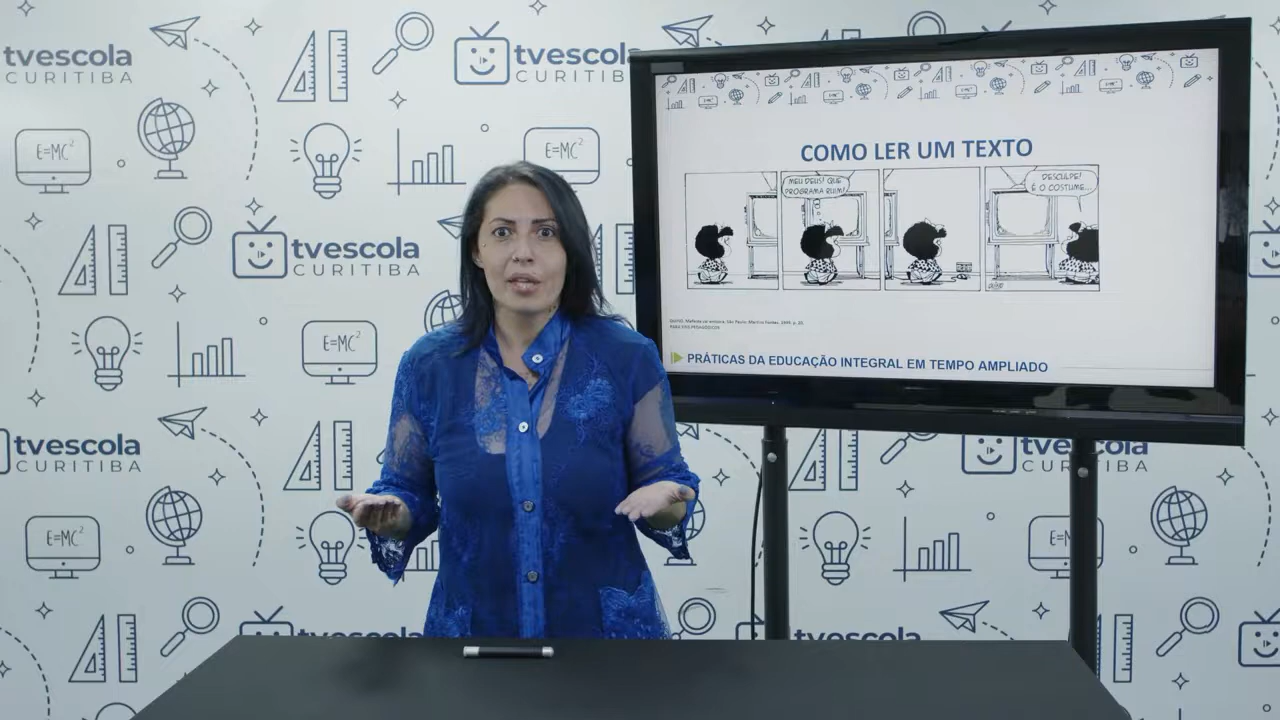 tvescola
CURITIBA
tvescola
CURITIBA
E=MC²
E=MC²
tvescola
CURITIBA
E=MC²
tvescola
CURITIBA
E=MC²
tvescola
CURITIBA
tvescola
tvescola
COMO LER UM TEXTO
MEU DEUS! QUE
PROGRAMA RUIM!
DESCULPE!
É O COSTUME...
PRÁTICAS DA EDUCAÇÃO INTEGRAL EM TEMPO AMPLIADO